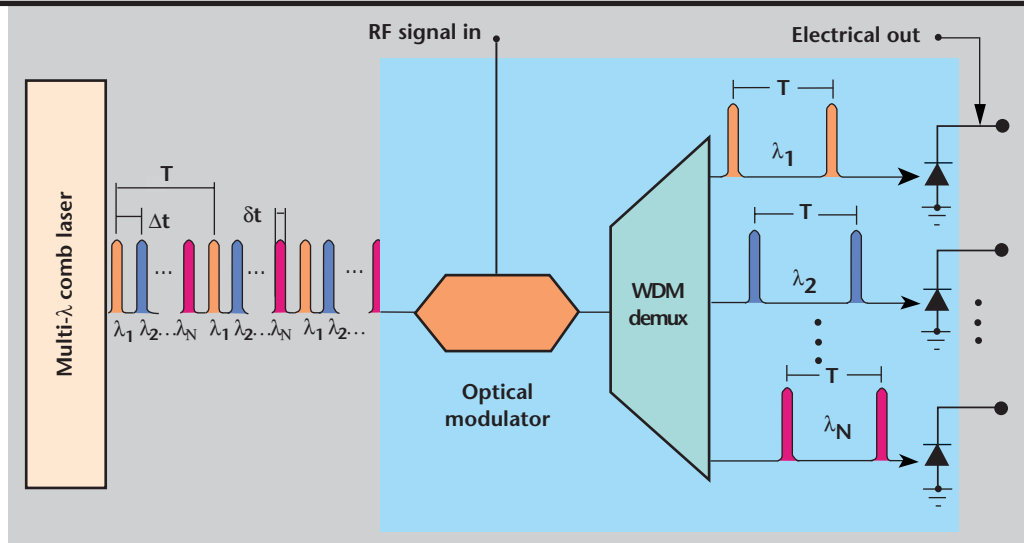 RF signal in
Electrical out
Multi-λ comb laser
T
Δt
δt
... ... ...
λ1 λ2...λN λ1 λ2...λN λ1 λ2...
Optical
modulator
WDM
demux
T
λ1
T
λ2
T
λN